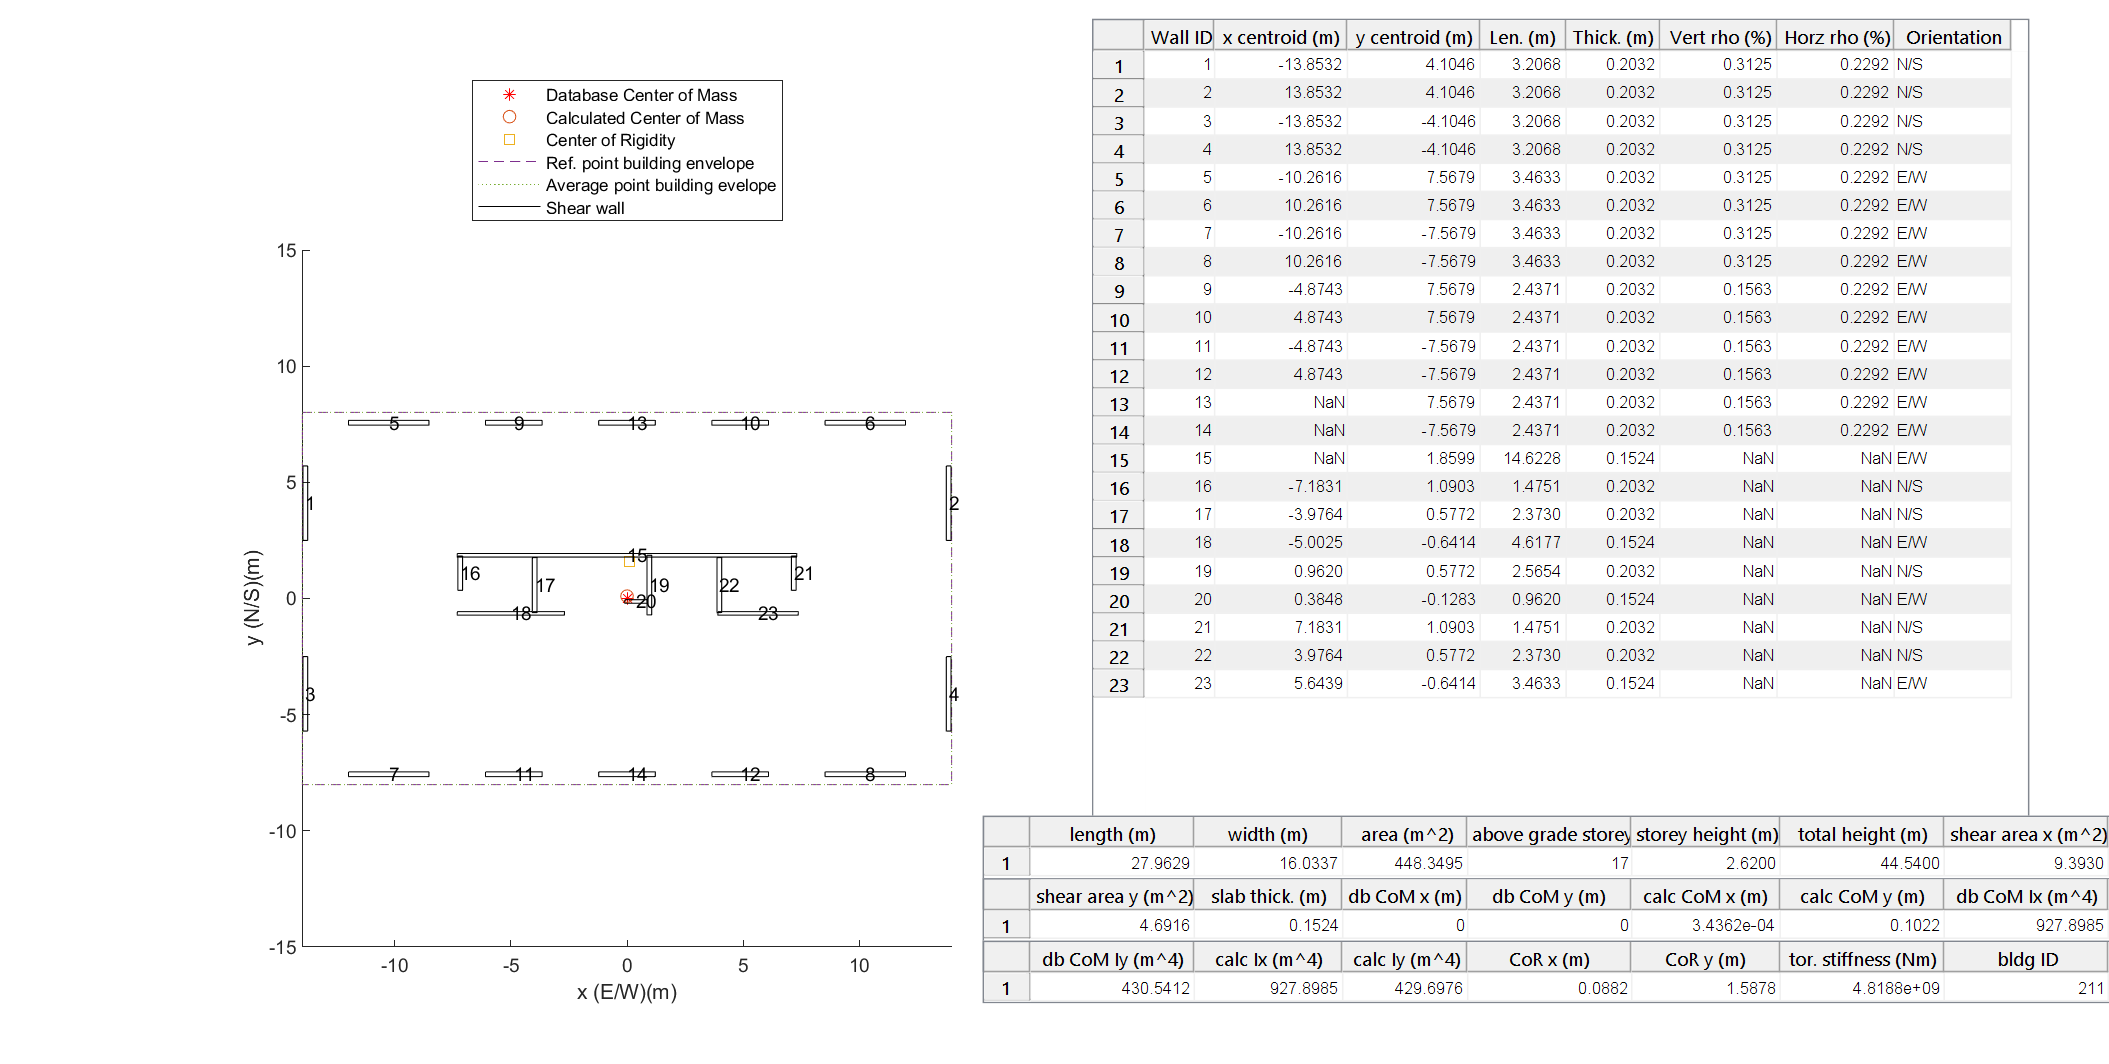 Database Center of Mass
Calculated Center of Mass
Center of Rigidity
Ref. point building envelope
Average point building evelope
Shear wall
15
10
5
0
-5
-10
-15
y (N/S)(m)
-10 -5 0 5 10
x (E/W)(m)
5 9 13 10 6
1 2
15
16 17 19 22 21
20
18 23
3 4
7 11 14 12 8
Wall ID x centroid (m) y centroid (m) Len. (m) Thick. (m) Vert rho (%) Horz rho (%) Orientation
1 1 -13.8532 4.1046 3.2068 0.2032 0.3125 0.2292 N/S
2 2 13.8532 4.1046 3.2068 0.2032 0.3125 0.2292 N/S
3 3 -13.8532 -4.1046 3.2068 0.2032 0.3125 0.2292 N/S
4 4 13.8532 -4.1046 3.2068 0.2032 0.3125 0.2292 N/S
5 5 -10.2616 7.5679 3.4633 0.2032 0.3125 0.2292 E/W
6 6 10.2616 7.5679 3.4633 0.2032 0.3125 0.2292 E/W
7 7 -10.2616 -7.5679 3.4633 0.2032 0.3125 0.2292 E/W
8 8 10.2616 -7.5679 3.4633 0.2032 0.3125 0.2292 E/W
9 9 -4.8743 7.5679 2.4371 0.2032 0.1563 0.2292 E/W
10 10 4.8743 7.5679 2.4371 0.2032 0.1563 0.2292 E/W
11 11 -4.8743 -7.5679 2.4371 0.2032 0.1563 0.2292 E/W
12 12 4.8743 -7.5679 2.4371 0.2032 0.1563 0.2292 E/W
13 13 NaN 7.5679 2.4371 0.2032 0.1563 0.2292 E/W
14 14 NaN -7.5679 2.4371 0.2032 0.1563 0.2292 E/W
15 15 NaN 1.8599 14.6228 0.1524 NaN NaN E/W
16 16 -7.1831 1.0903 1.4751 0.2032 NaN NaN N/S
17 17 -3.9764 0.5772 2.3730 0.2032 NaN NaN N/S
18 18 -5.0025 -0.6414 4.6177 0.1524 NaN NaN E/W
19 19 0.9620 0.5772 2.5654 0.2032 NaN NaN N/S
20 20 0.3848 -0.1283 0.9620 0.1524 NaN NaN E/W
21 21 7.1831 1.0903 1.4751 0.2032 NaN NaN N/S
22 22 3.9764 0.5772 2.3730 0.2032 NaN NaN N/S
23 23 5.6439 -0.6414 3.4633 0.1524 NaN NaN E/W
length (m) width (m) area (m^2) above grade storey storey height (m) total height (m) shear area x (m^2)
1 27.9629 16.0337 448.3495 17 2.6200 44.5400 9.3930
shear area y (m^2) slab thick. (m) db CoM x (m) db CoM y (m) calc CoM x (m) calc CoM y (m) db CoM Ix (m^4)
1 4.6916 0.1524 0 0 3.4362e-04 0.1022 927.8985
db CoM Iy (m^4) calc Ix (m^4) calc Iy (m^4) CoR x (m) CoR y (m) tor. stiffness (Nm) bldg ID
1 430.5412 927.8985 429.6976 0.0882 1.5878 4.8188e+09 211